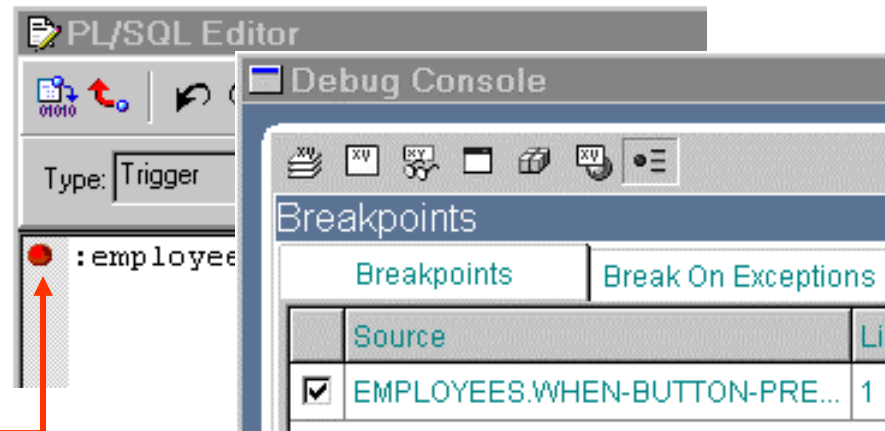 PL/SQL Editor
Debug Console
Type: Trigger
Breakpoints
:employee
Breakpoints
Break On Exceptions
Source
Li
EMPLOYEES.WHEN-BUTTON-PRE...
1